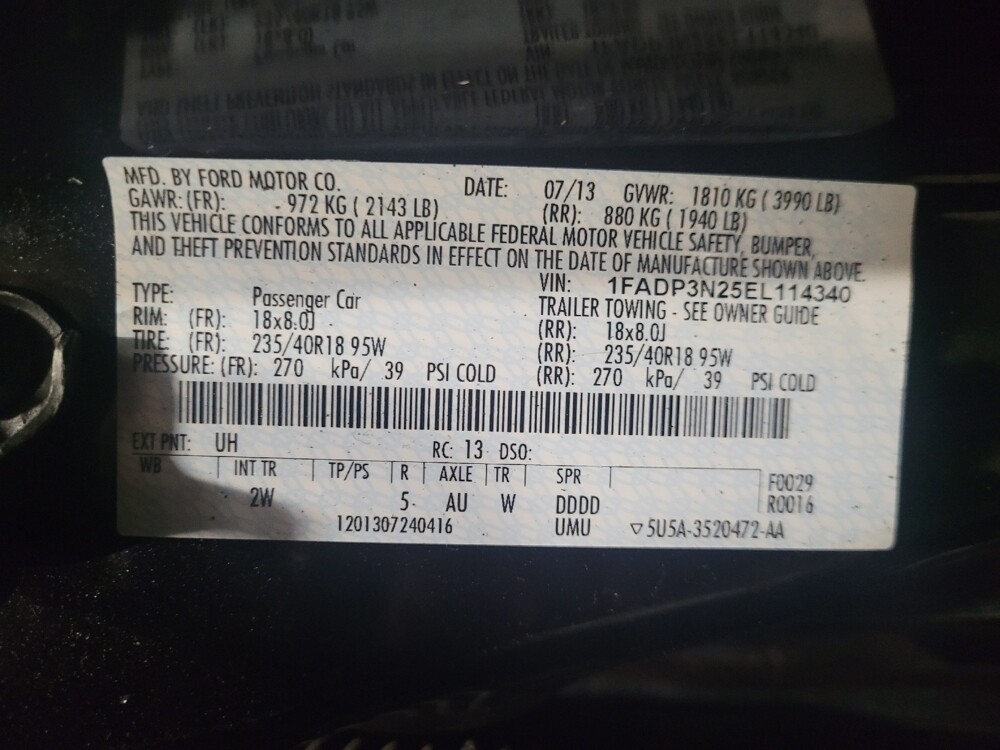 MFD. BY FORD MOTOR CO. DATE: 07/13 GVWR: 1810 KG ( 3990 LB)
GAWR: (FR): 972 KG ( 2143 LB) (RR): 880 KG ( 1940 LB)
THIS VEHICLE CONFORMS TO ALL APPLICABLE FEDERAL MOTOR VEHICLE SAFETY, BUMPER,
AND THEFT PREVENTION STANDARDS IN EFFECT ON THE DATE OF MANUFACTURE SHOWN ABOVE.
VIN: 1FADP3N25EL114340
TYPE: Passenger Car TRAILER TOWING - SEE OWNER GUIDE
RIM: (FR): 18x8.0J (RR): 18x8.0J
TIRE: (FR): 235/40R18 95W (RR): 235/40R18 95W
PRESSURE: (FR): 270 kPa/ 39 PSI COLD (RR): 270 kPa/ 39 PSI COLD
EXT PNT: UH RC: 13 DSO:
WB INT TR TP/PS R AXLE TR SPR F0029
2W 5 AU W DDDD R0016
1201307240416 UMU ▽5U5A-3520472-AA